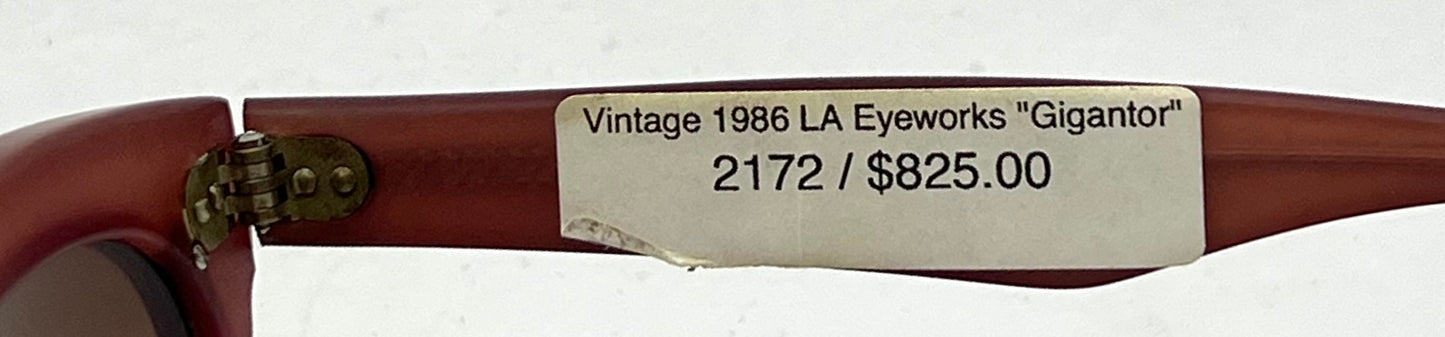 Vintage 1986 LA Eyeworks "Gigantor"
2172 / $825.00